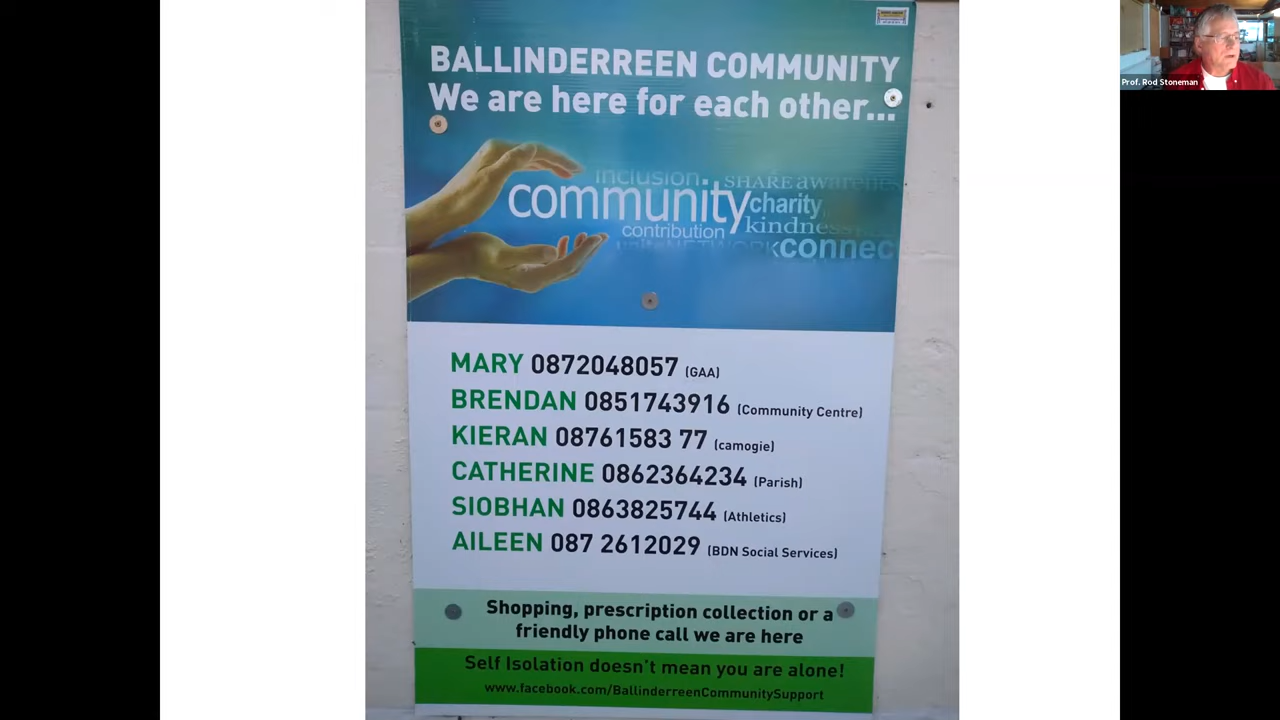 BALLINDERREEN COMMUNITY
We are here for each other...
inclusion
SHARE awareness
community
charity
contribution
kindness
NETWORK
connec
MARY 0872048057 (GAA)
BRENDAN 0851743916 (Community Centre)
KIERAN 08761583 77 (camogie)
CATHERINE 0862364234 (Parish)
SIOBHAN 0863825744 (Athletics)
AILEEN 087 2612029 (BDN Social Services)
Shopping, prescription collection or a
friendly phone call we are here
Self Isolation doesn't mean you are alone!
www.facebook.com/BallinderreenCommunitySupport
Prof. Rod Stoneman